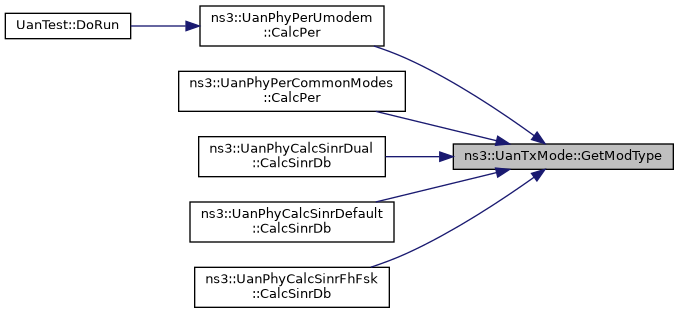 UanTest::DoRun
ns3::UanPhyPerUmodem
::CalcPer
ns3::UanPhyPerCommonModes
::CalcPer
ns3::UanPhyCalcSinrDual
::CalcSinrDb
ns3::UanTxMode::GetModType
ns3::UanPhyCalcSinrDefault
::CalcSinrDb
ns3::UanPhyCalcSinrFhFsk
::CalcSinrDb